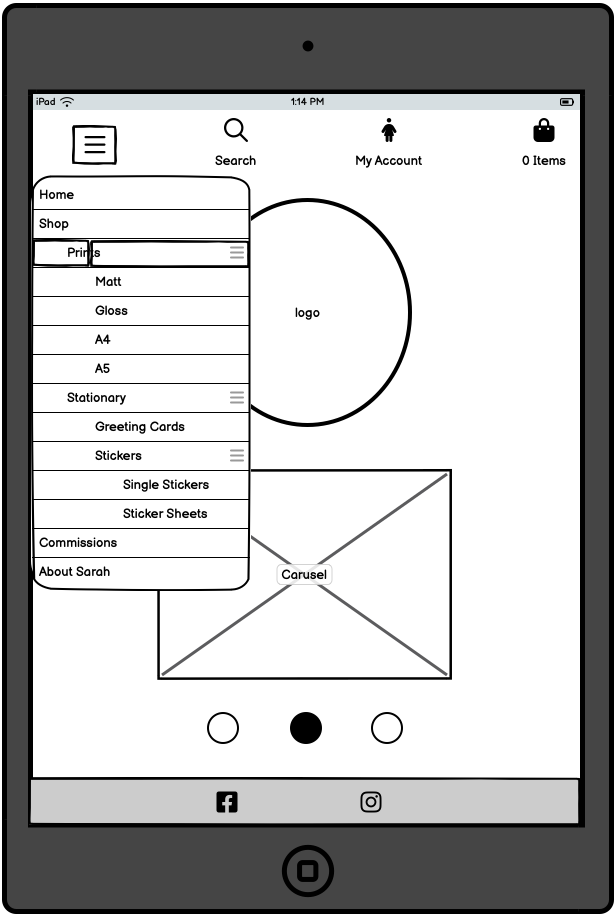 iPad 1:14 PM
Search My Account 0 Items
Home
Shop
Prints
Matt
Gloss
A4
A5
Stationary
Greeting Cards
Stickers
Single Stickers
Sticker Sheets
Commissions
About Sarah
logo
Carusel